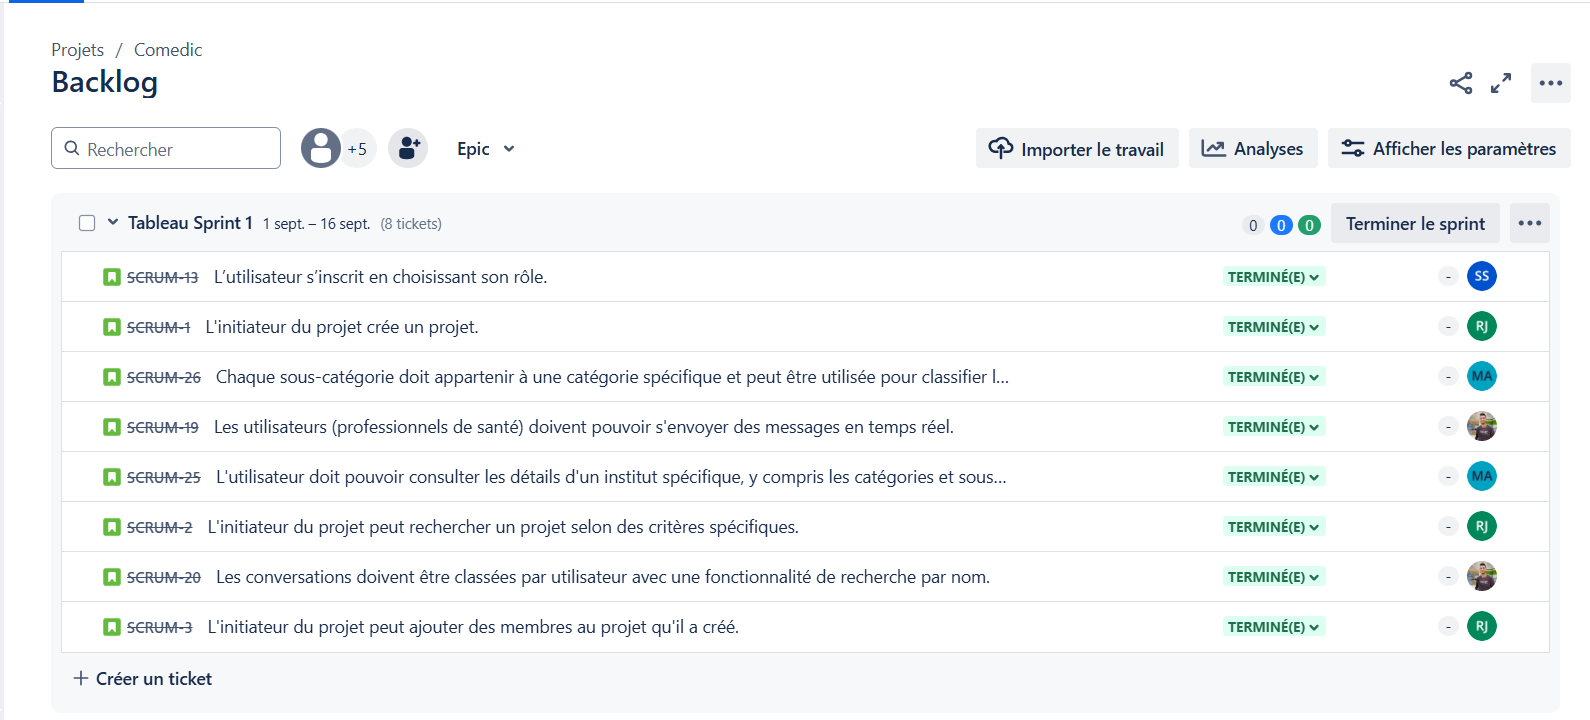 Projets / Comedic
Backlog
Rechercher
+5
Epic
Importer le travail
Analyses
Afficher les paramètres
Tableau Sprint 1 1 sept. – 16 sept. (8 tickets)
0 0 0
Terminer le sprint
SCRUM-13 L’utilisateur s’inscrit en choisissant son rôle. TERMINÉ(E) - SS
SCRUM-1 L'initiateur du projet crée un projet. TERMINÉ(E) - RJ
SCRUM-26 Chaque sous-catégorie doit appartenir à une catégorie spécifique et peut être utilisée pour classifier l... TERMINÉ(E) - MA
SCRUM-19 Les utilisateurs (professionnels de santé) doivent pouvoir s'envoyer des messages en temps réel. TERMINÉ(E) -
SCRUM-25 L'utilisateur doit pouvoir consulter les détails d'un institut spécifique, y compris les catégories et sous... TERMINÉ(E) - MA
SCRUM-2 L'initiateur du projet peut rechercher un projet selon des critères spécifiques. TERMINÉ(E) - RJ
SCRUM-20 Les conversations doivent être classées par utilisateur avec une fonctionnalité de recherche par nom. TERMINÉ(E) -
SCRUM-3 L'initiateur du projet peut ajouter des membres au projet qu'il a créé. TERMINÉ(E) - RJ
+ Créer un ticket